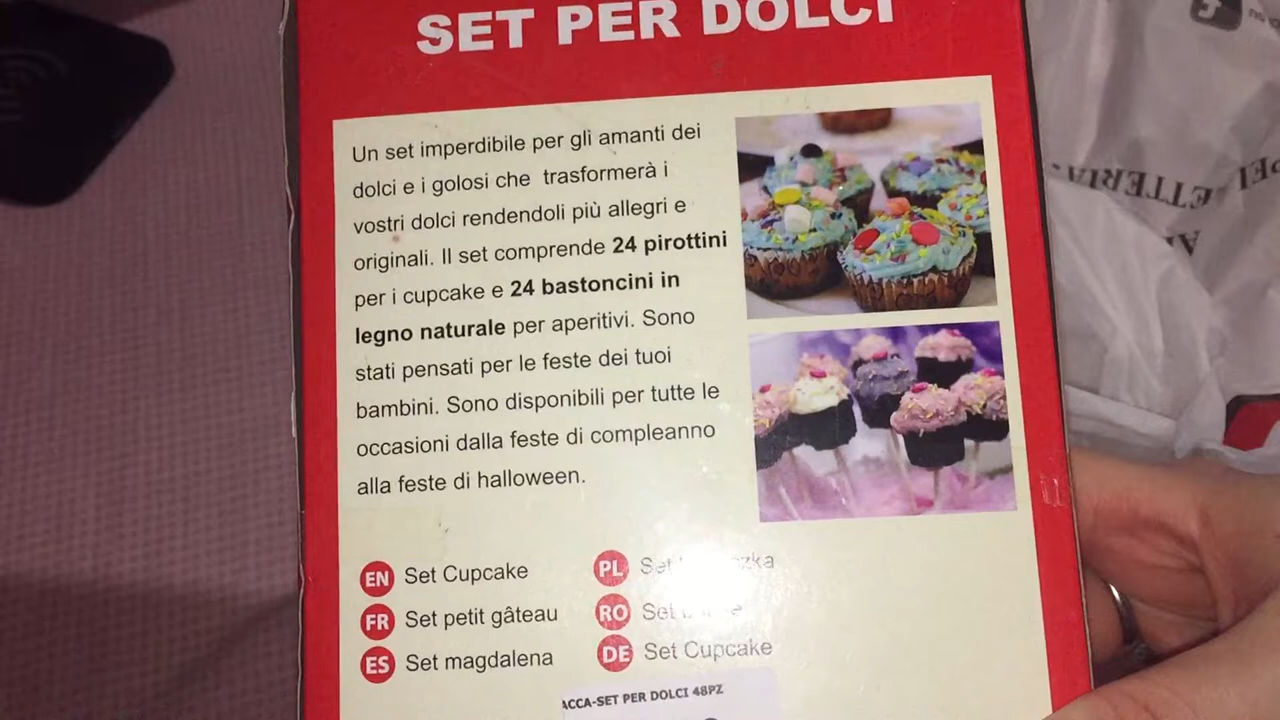 SET PER DOLCI
Un set imperdibile per gli amanti dei
dolci e i golosi che trasformerà i
vostri dolci rendendoli più allegri e
originali. Il set comprende 24 pirottini
per i cupcake e 24 bastoncini in
legno naturale per aperitivi. Sono
stati pensati per le feste dei tuoi
bambini. Sono disponibili per tutte le
occasioni dalla feste di compleanno
alla feste di halloween.
EN Set Cupcake
FR Set petit gâteau
ES Set magdalena
PL Set
RO Set
DE Set Cupcake
ACCA-SET PER DOLCI 48PZ